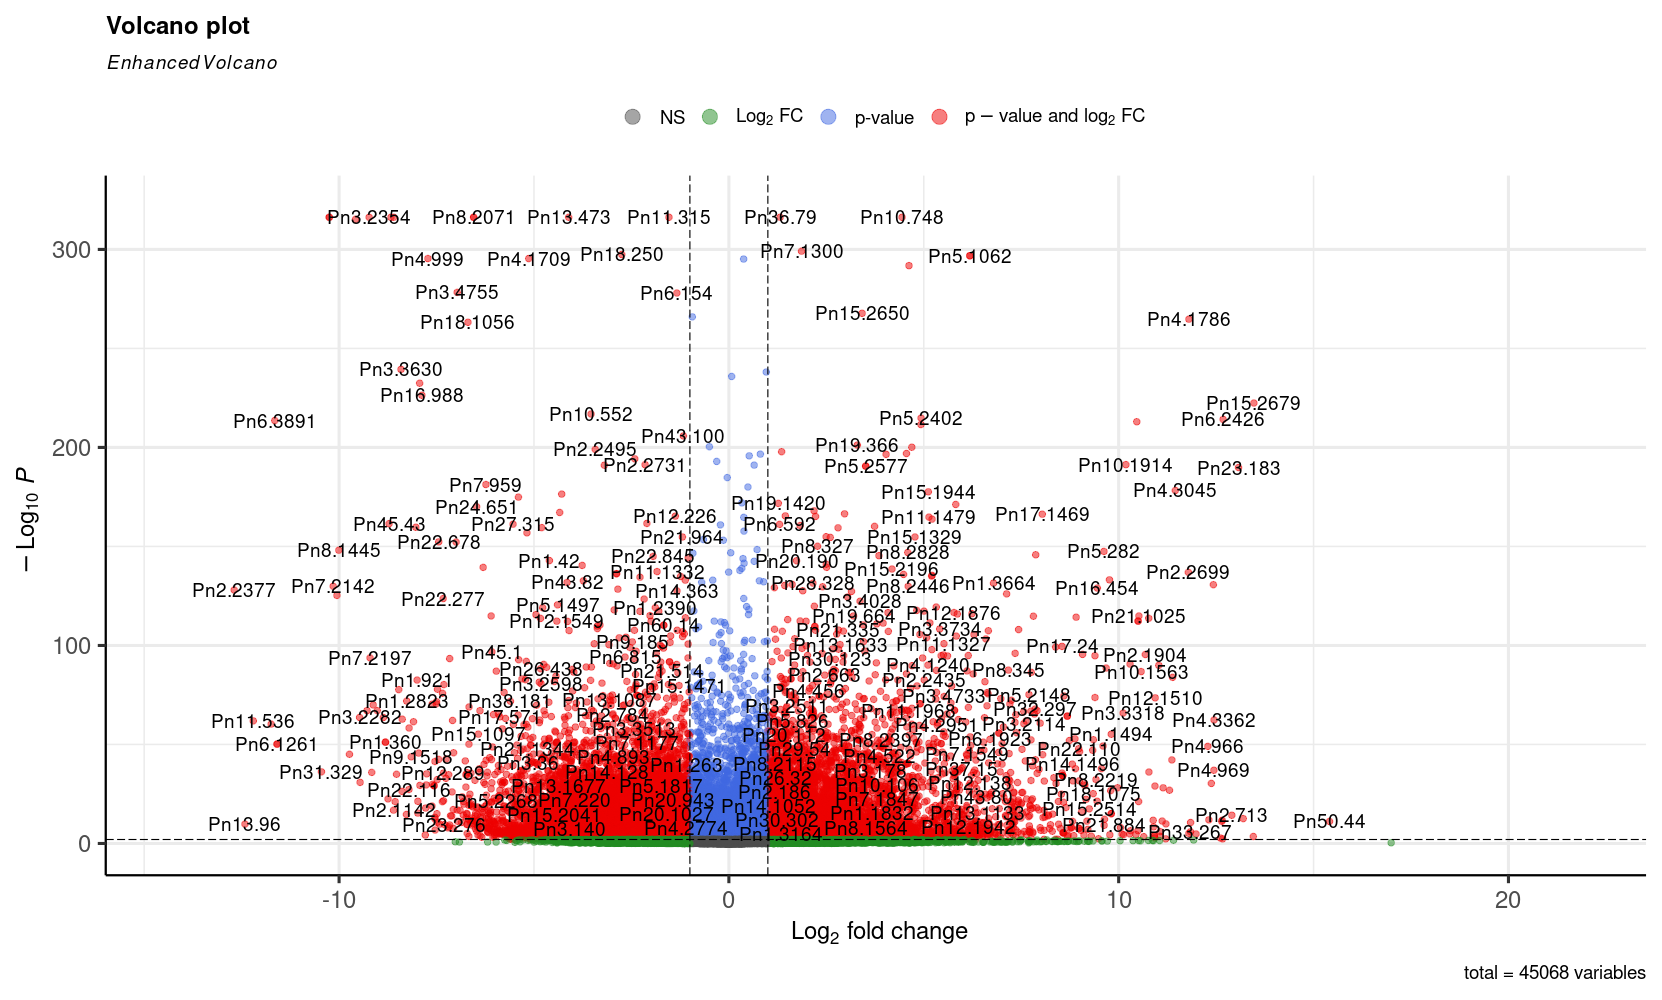 Volcano plot
EnhancedVolcano
NS Log₂ FC p-value p − value and log₂ FC
Pn3.2354 Pn8.2071 Pn13.473 Pn11.315 Pn36.79 Pn10.748
Pn4.999 Pn4.1709 Pn18.250 Pn7.1300 Pn5.1062
Pn3.4755 Pn6.154
Pn18.1056 Pn15.2650 Pn4.1786
Pn3.3630
Pn16.988 Pn15.2679
Pn6.3891 Pn10.552 Pn5.2402 Pn6.2426
Pn43.100
Pn2.2495 Pn19.366
Pn2.2731 Pn5.2577 Pn10.1914 Pn23.183
Pn7.959 Pn15.1944 Pn4.3045
Pn24.651 Pn19.1420
Pn45.43 Pn27.315 Pn12.226 Pn6.592 Pn11.1479 Pn17.1469
Pn8.1445 Pn22.678 Pn21.964 Pn8.327 Pn15.1329 Pn5.282
Pn1.42 Pn22.845 Pn20.190 Pn8.2828
Pn2.2377 Pn7.2142 Pn43.82 Pn11.1332 Pn28.328 Pn15.2196 Pn8.2446 Pn1.3664 Pn16.454 Pn2.2699
Pn22.277 Pn5.1497 Pn14.363 Pn3.4028
Pn12.1549 Pn1.2390 Pn60.14 Pn19.664 Pn12.1876 Pn21.1025
Pn21.335 Pn3.3734
Pn7.2197 Pn45.1 Pn9.185 Pn6.815 Pn13.1633 Pn30.123 Pn11.1327 Pn17.24 Pn2.1904
Pn1.921 Pn26.438 Pn3.2598 Pn21.514 Pn15.1471 Pn2.663 Pn4.1240 Pn2.2435 Pn8.345 Pn10.1563
Pn1.2823 Pn38.181 Pn13.1087 Pn4.456 Pn3.4733 Pn5.2148 Pn12.1510
Pn11.536 Pn3.2282 Pn17.571 Pn2.784 Pn3.2511 Pn11.1968 Pn32.297 Pn3.3318 Pn4.3362
Pn15.1097 Pn3.3513 Pn5.826 Pn4.2951 Pn3.2114
Pn6.1261 Pn1.360 Pn21.1344 Pn7.1177 Pn20.112 Pn8.2397 Pn6.1923 Pn1.1494 Pn4.966
Pn9.1518 Pn3.36 Pn4.893 Pn29.54 Pn4.522 Pn7.1549 Pn22.110
Pn31.329 Pn12.289 Pn14.128 Pn1.263 Pn8.2115 Pn3.178 Pn37.15 Pn14.1496 Pn4.969
Pn22.116 Pn13.1677 Pn5.1817 Pn26.32 Pn2.186 Pn10.106 Pn12.138 Pn8.2219
Pn2.1142 Pn5.2268 Pn7.220 Pn20.943 Pn14.1052 Pn7.1847 Pn43.80 Pn18.1075
Pn13.96 Pn23.276 Pn15.2041 Pn20.1027 Pn30.302 Pn1.1832 Pn13.1133 Pn15.2514 Pn2.713 Pn50.44
Pn3.140 Pn4.2774 Pn1.3164 Pn8.1564 Pn12.1942 Pn21.884 Pn33.267
300
200
100
0
− Log₁₀ P
-10 0 10 20
Log₂ fold change
total = 45068 variables